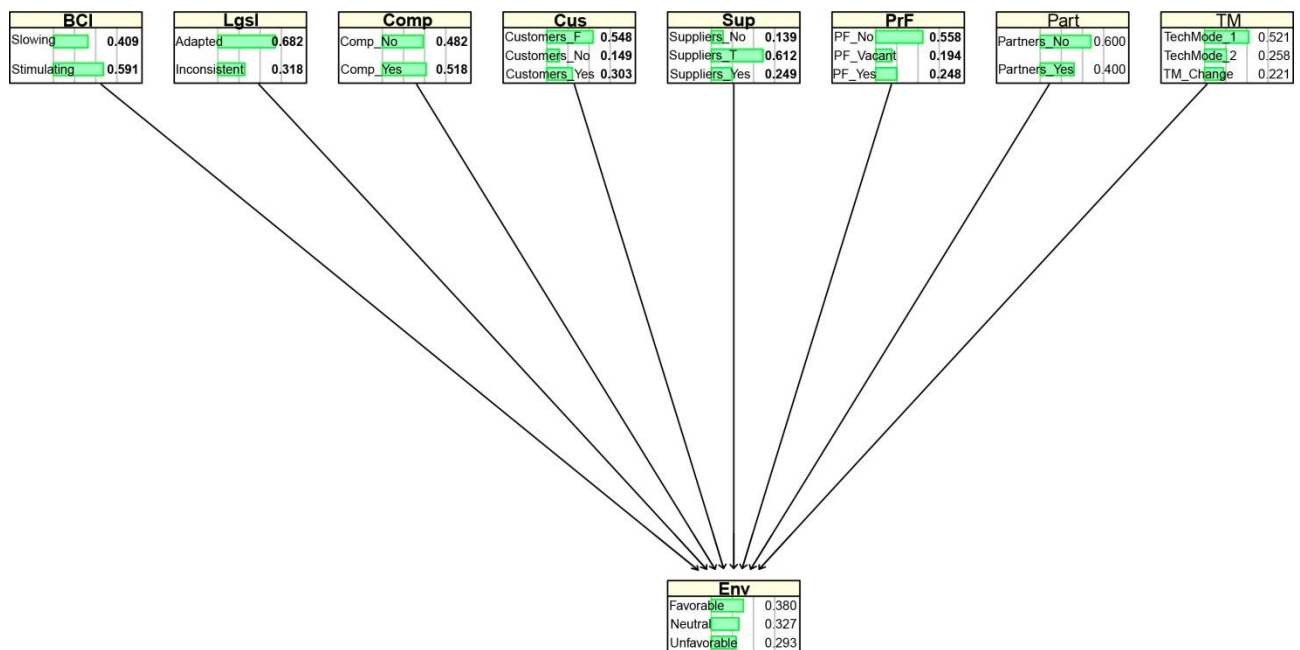 BCI
Slowing 0.409
Stimulating 0.591
Lgsl
Adapted 0.682
Inconsistent 0.318
Comp
Comp_No 0.482
Comp_Yes 0.518
Cus
Customers_F 0.548
Customers_No 0.149
Customers_Yes 0.303
Sup
Suppliers_No 0.139
Suppliers_T 0.612
Suppliers_Yes 0.249
PrF
PF_No 0.558
PF_Vacant 0.194
PF_Yes 0.248
Part
Partners_No 0.600
Partners_Yes 0.400
TM
TechMode_1 0.521
TechMode_2 0.258
TM_Change 0.221
Env
Favorable 0.380
Neutral 0.327
Unfavorable 0.293